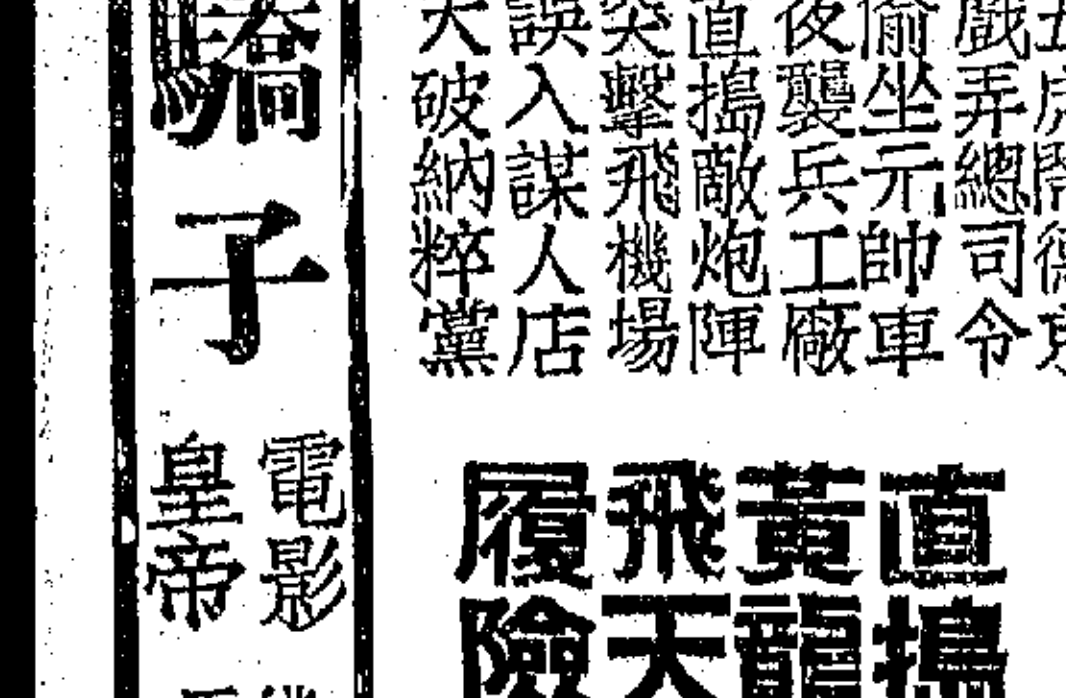 戲弄總司令
偷坐元帥車
夜襲兵工廠
直搗敵炮陣
突擊飛機場
誤入謀人店
大破納粹黨
直搗
黃龍
飛天
履險
驕子
電影
皇帝